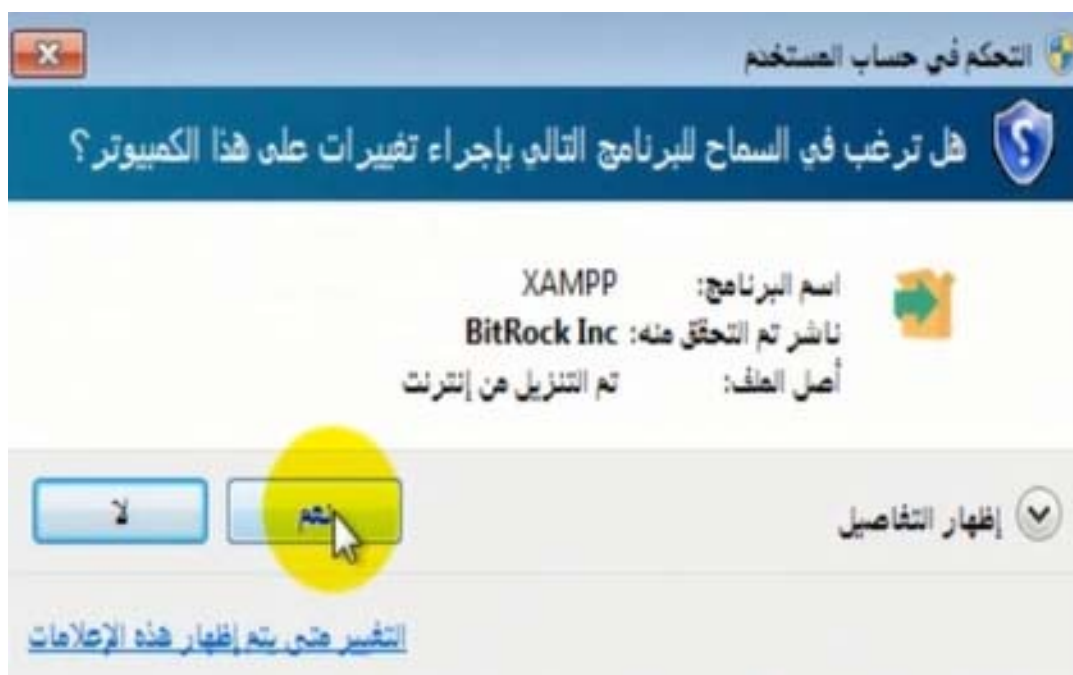 التحكم في حساب المستخدم
هل ترغب في السماح للبرنامج التالي بإجراء تغييرات على هذا الكمبيوتر؟
اسم البرنامج: XAMPP
ناشر تم التحقق منه: BitRock Inc
أصل الملف: تم التنزيل من إنترنت
إظهار التفاصيل
نعم
لا
التغيير متى يتم إظهار هذه الإعلامات